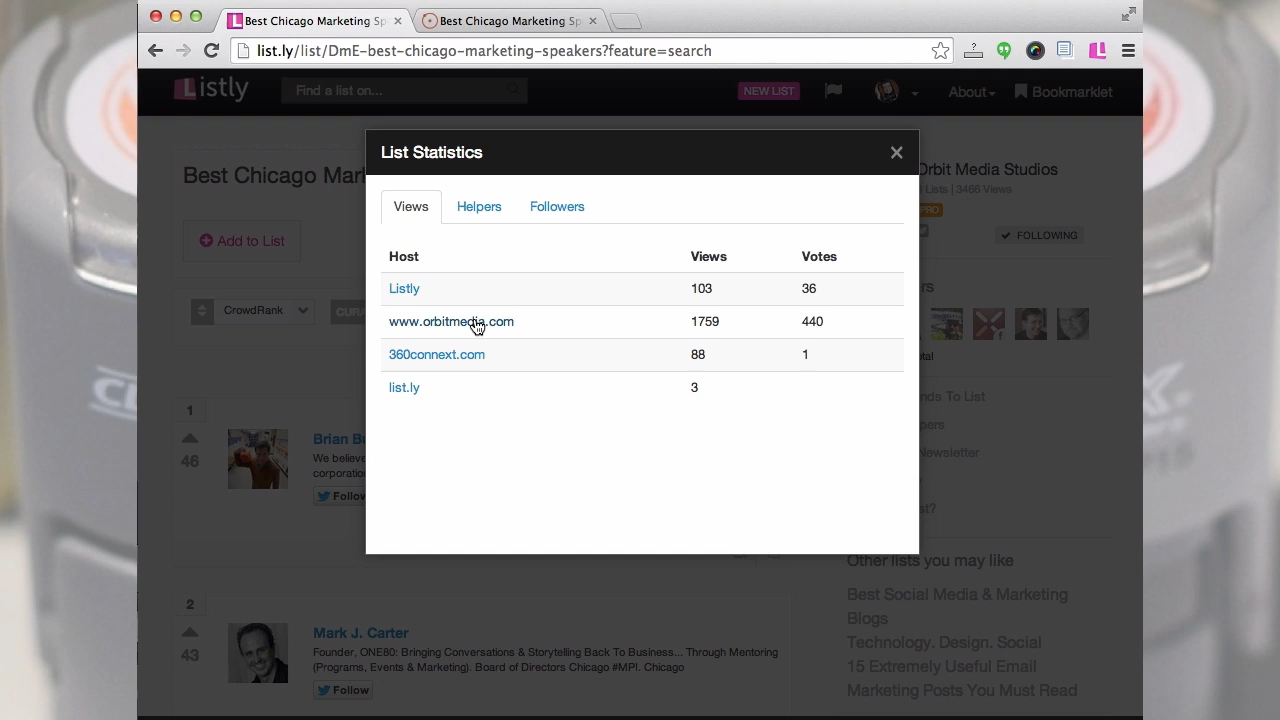 Best Chicago Marketing Sp
Best Chicago Marketing Sp
list.ly/list/DmE-best-chicago-marketing-speakers?feature=search
Listly
Find a list on...
NEW LIST
About
Bookmarklet
Best Chicago Mar
Add to List
CrowdRank
List Statistics
Views
Helpers
Followers
Host Views Votes
Listly 103 36
www.orbitmedia.com 1759 440
360connext.com 88 1
list.ly 3
Orbit Media Studios
Lists | 3466 Views
PRO
FOLLOWING
To List
Newsletter
1
46
Brian
We believe
Follow
2
43
Mark J. Carter
Founder, ONE80: Bringing Conversations & Storytelling Back To Business... Through Mentoring
(Programs, Events & Marketing). Board of Directors Chicago #MPI. Chicago
Follow
Other lists you may like
Best Social Media & Marketing
Blogs
Technology. Design. Social
15 Extremely Useful Email
Marketing Posts You Must Read